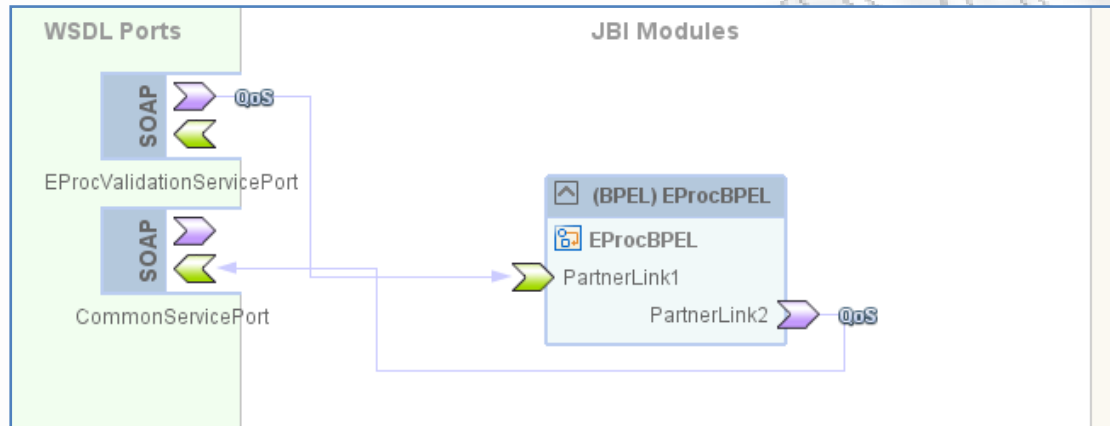 WSDL Ports
JBI Modules
SOAP
QoS
EProcValidationServicePort
SOAP
CommonServicePort
(BPEL) EProcBPEL
EProcBPEL
PartnerLink1
PartnerLink2
QoS